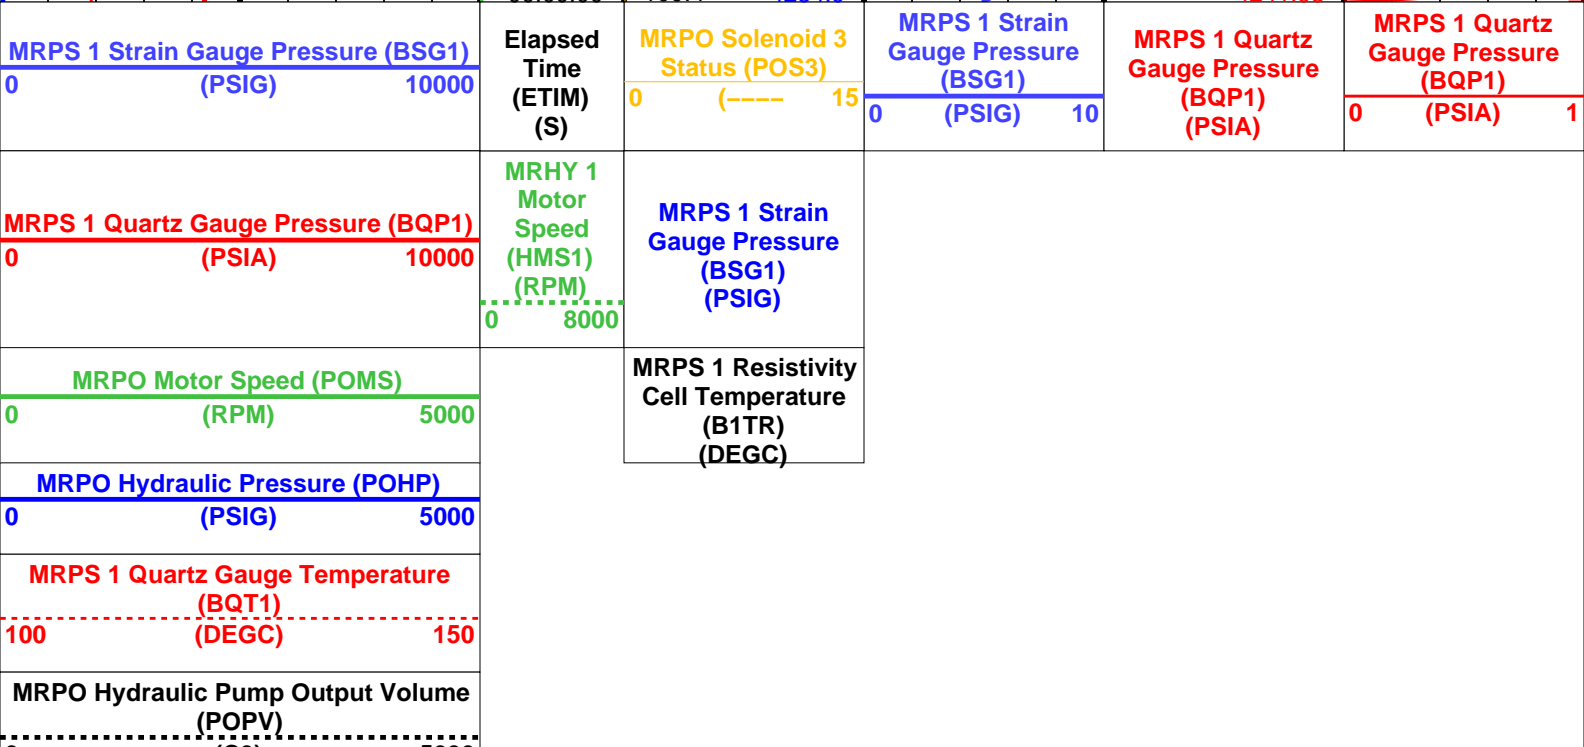 MRPS 1 Strain Gauge Pressure (BSG1)
0 (PSIG) 10000
Elapsed
Time
(ETIM)
(S)
MRPO Solenoid 3
Status (POS3)
0 (---- 15
MRPS 1 Strain
Gauge Pressure
(BSG1)
0 (PSIG) 10
MRPS 1 Quartz
Gauge Pressure
(BQP1)
(PSIA)
MRPS 1 Quartz
Gauge Pressure
(BQP1)
0 (PSIA) 1
MRPS 1 Quartz Gauge Pressure (BQP1)
0 (PSIA) 10000
MRHY 1
Motor
Speed
(HMS1)
(RPM)
0 8000
MRPS 1 Strain
Gauge Pressure
(BSG1)
(PSIG)
MRPO Motor Speed (POMS)
0 (RPM) 5000
MRPS 1 Resistivity
Cell Temperature
(B1TR)
(DEGC)
MRPO Hydraulic Pressure (POHP)
0 (PSIG) 5000
MRPS 1 Quartz Gauge Temperature
(BQT1)
100 (DEGC) 150
MRPO Hydraulic Pump Output Volume
(POPV)